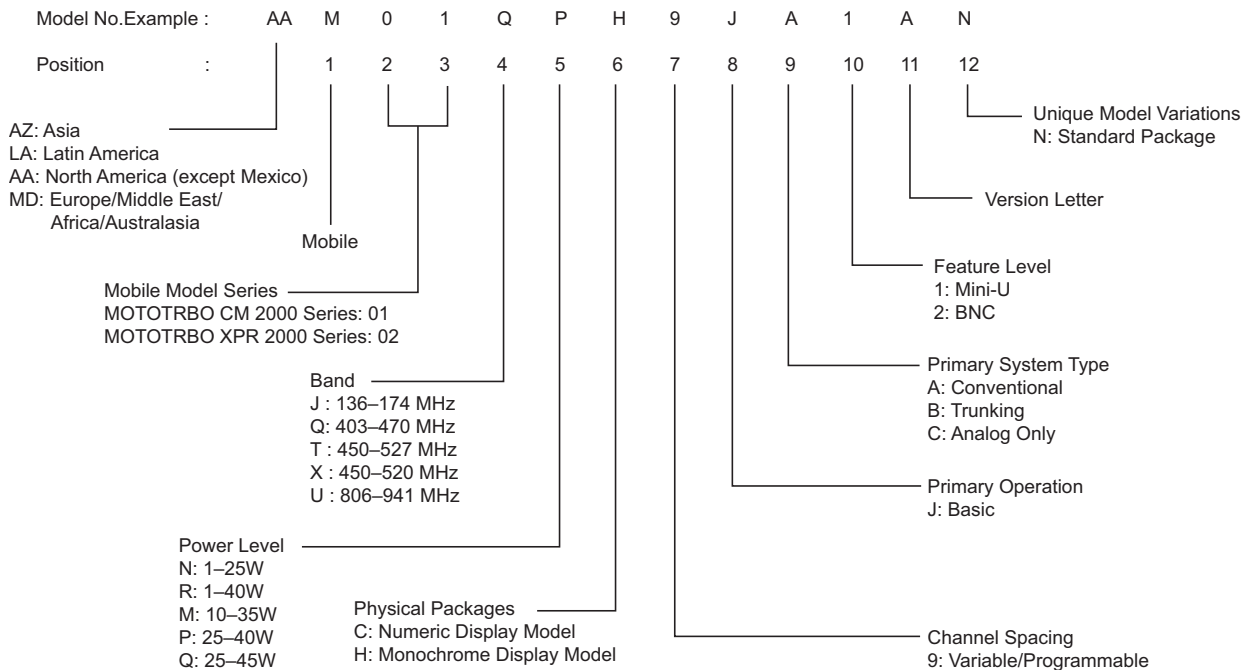 Model No.Example : AA M 0 1 Q P H 9 J A 1 A N
Position : 1 2 3 4 5 6 7 8 9 10 11 12
AZ: Asia
LA: Latin America
AA: North America (except Mexico)
MD: Europe/Middle East/
Africa/Australasia
Mobile
Mobile Model Series
MOTOTRBO CM 2000 Series: 01
MOTOTRBO XPR 2000 Series: 02
Band
J : 136–174 MHz
Q: 403–470 MHz
T : 450–527 MHz
X : 450–520 MHz
U : 806–941 MHz
Power Level
N: 1–25W
R: 1–40W
M: 10–35W
P: 25–40W
Q: 25–45W
Physical Packages
C: Numeric Display Model
H: Monochrome Display Model
Unique Model Variations
N: Standard Package
Version Letter
Feature Level
1: Mini-U
2: BNC
Primary System Type
A: Conventional
B: Trunking
C: Analog Only
Primary Operation
J: Basic
Channel Spacing
9: Variable/Programmable